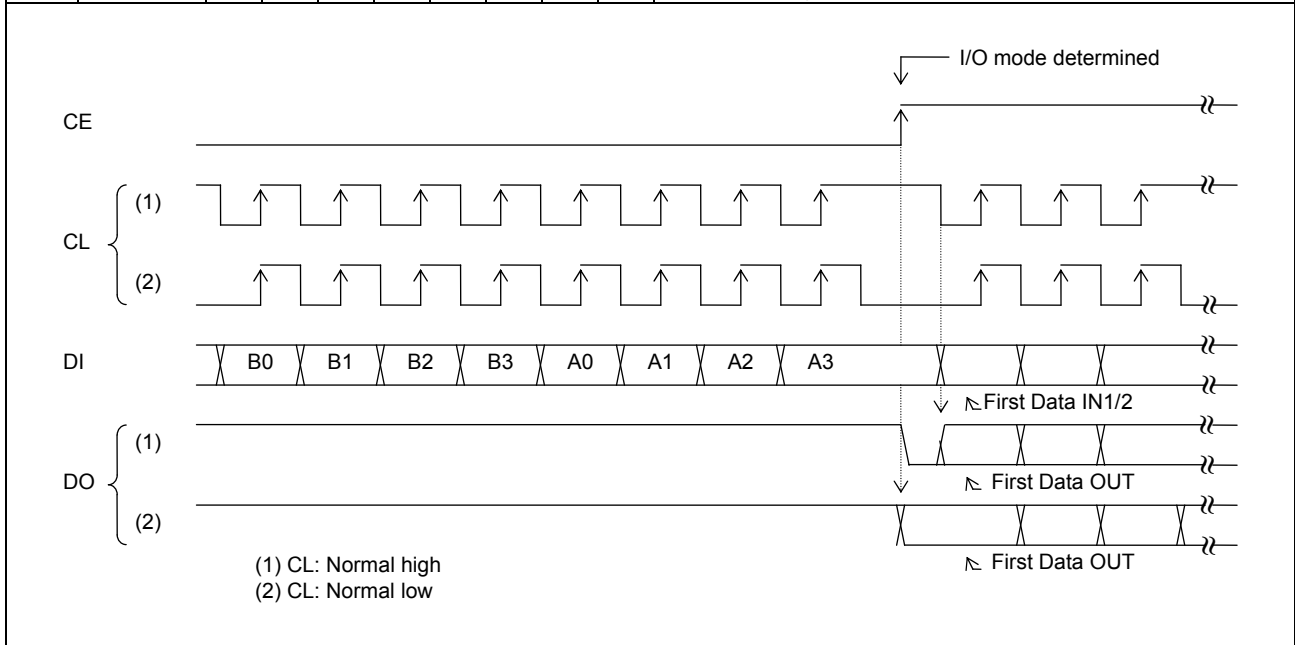 I/O mode determined
CE
CL
(1)
(2)
DI
B0 B1 B2 B3 A0 A1 A2 A3
First Data IN1/2
DO
(1)
First Data OUT
(2)
First Data OUT
(1) CL: Normal high
(2) CL: Normal low